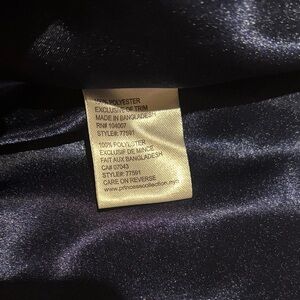 100% POLYESTER
EXCLUSIVE OF TRIM
MADE IN BANGLADESH
RN# 104007
STYLE#: 77591
100% POLYESTER
EXCLUSIF DE MINCE
FAIT AUX BANGLADESH
CA# 07043
STYLE#: 77591
CARE ON REVERSE